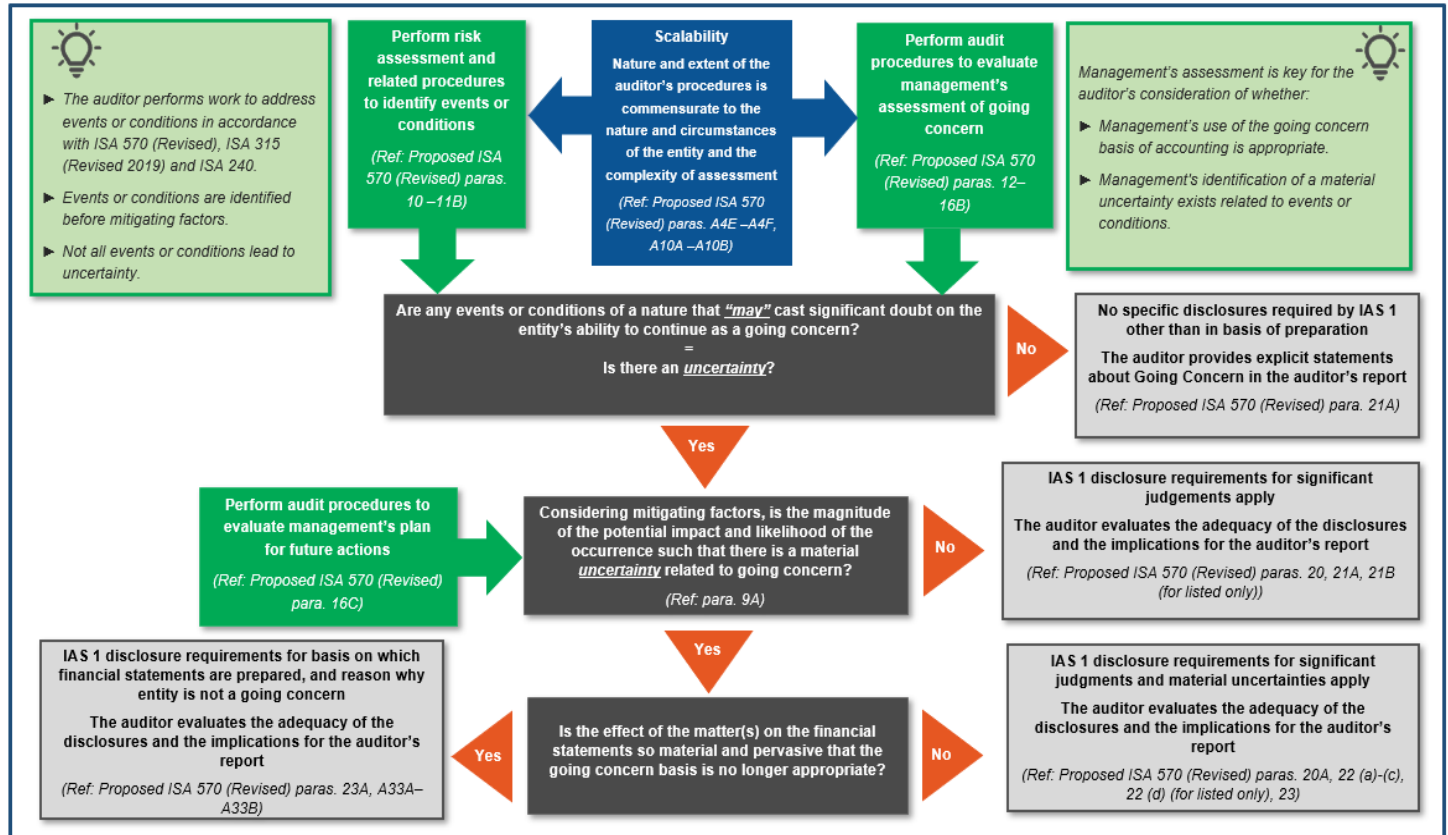 ► The auditor performs work to address
events or conditions in accordance
with ISA 570 (Revised), ISA 315
(Revised 2019) and ISA 240.
► Events or conditions are identified
before mitigating factors.
► Not all events or conditions lead to
uncertainty.
Perform risk
assessment and
related procedures
to identify events or
conditions
(Ref: Proposed ISA
570 (Revised) paras.
10 –11B)
Scalability
Nature and extent of the
auditor's procedures is
commensurate to the
nature and circumstances
of the entity and the
complexity of assessment
(Ref: Proposed ISA 570
(Revised) paras. A4E –A4F,
A10A –A10B)
Perform audit
procedures to evaluate
management's
assessment of going
concern
(Ref: Proposed ISA 570
(Revised) paras. 12–
16B)
Management's assessment is key for the
auditor's consideration of whether:
► Management's use of the going concern
basis of accounting is appropriate.
► Management's identification of a material
uncertainty exists related to events or
conditions.
Are any events or conditions of a nature that "may" cast significant doubt on the
entity's ability to continue as a going concern?
=
Is there an uncertainty?
No
No specific disclosures required by IAS 1
other than in basis of preparation
The auditor provides explicit statements
about Going Concern in the auditor's report
(Ref: Proposed ISA 570 (Revised) para. 21A)
Yes
Perform audit procedures to
evaluate management's plan
for future actions
(Ref: Proposed ISA 570 (Revised)
para. 16C)
Considering mitigating factors, is the magnitude
of the potential impact and likelihood of the
occurrence such that there is a material
uncertainty related to going concern?
(Ref: para. 9A)
No
IAS 1 disclosure requirements for significant
judgements apply
The auditor evaluates the adequacy of the disclosures
and the implications for the auditor's report
(Ref: Proposed ISA 570 (Revised) paras. 20, 21A, 21B
(for listed only))
Yes
IAS 1 disclosure requirements for basis on which
financial statements are prepared, and reason why
entity is not a going concern
The auditor evaluates the adequacy of the
disclosures and the implications for the auditor's
report
(Ref: Proposed ISA 570 (Revised) paras. 23A, A33A–
A33B)
Yes
Is the effect of the matter(s) on the financial
statements so material and pervasive that the
going concern basis is no longer appropriate?
No
IAS 1 disclosure requirements for significant
judgments and material uncertainties apply
The auditor evaluates the adequacy of the
disclosures and the implications for the auditor's
report
(Ref: Proposed ISA 570 (Revised) paras. 20A, 22 (a)-(c),
22 (d) (for listed only), 23)